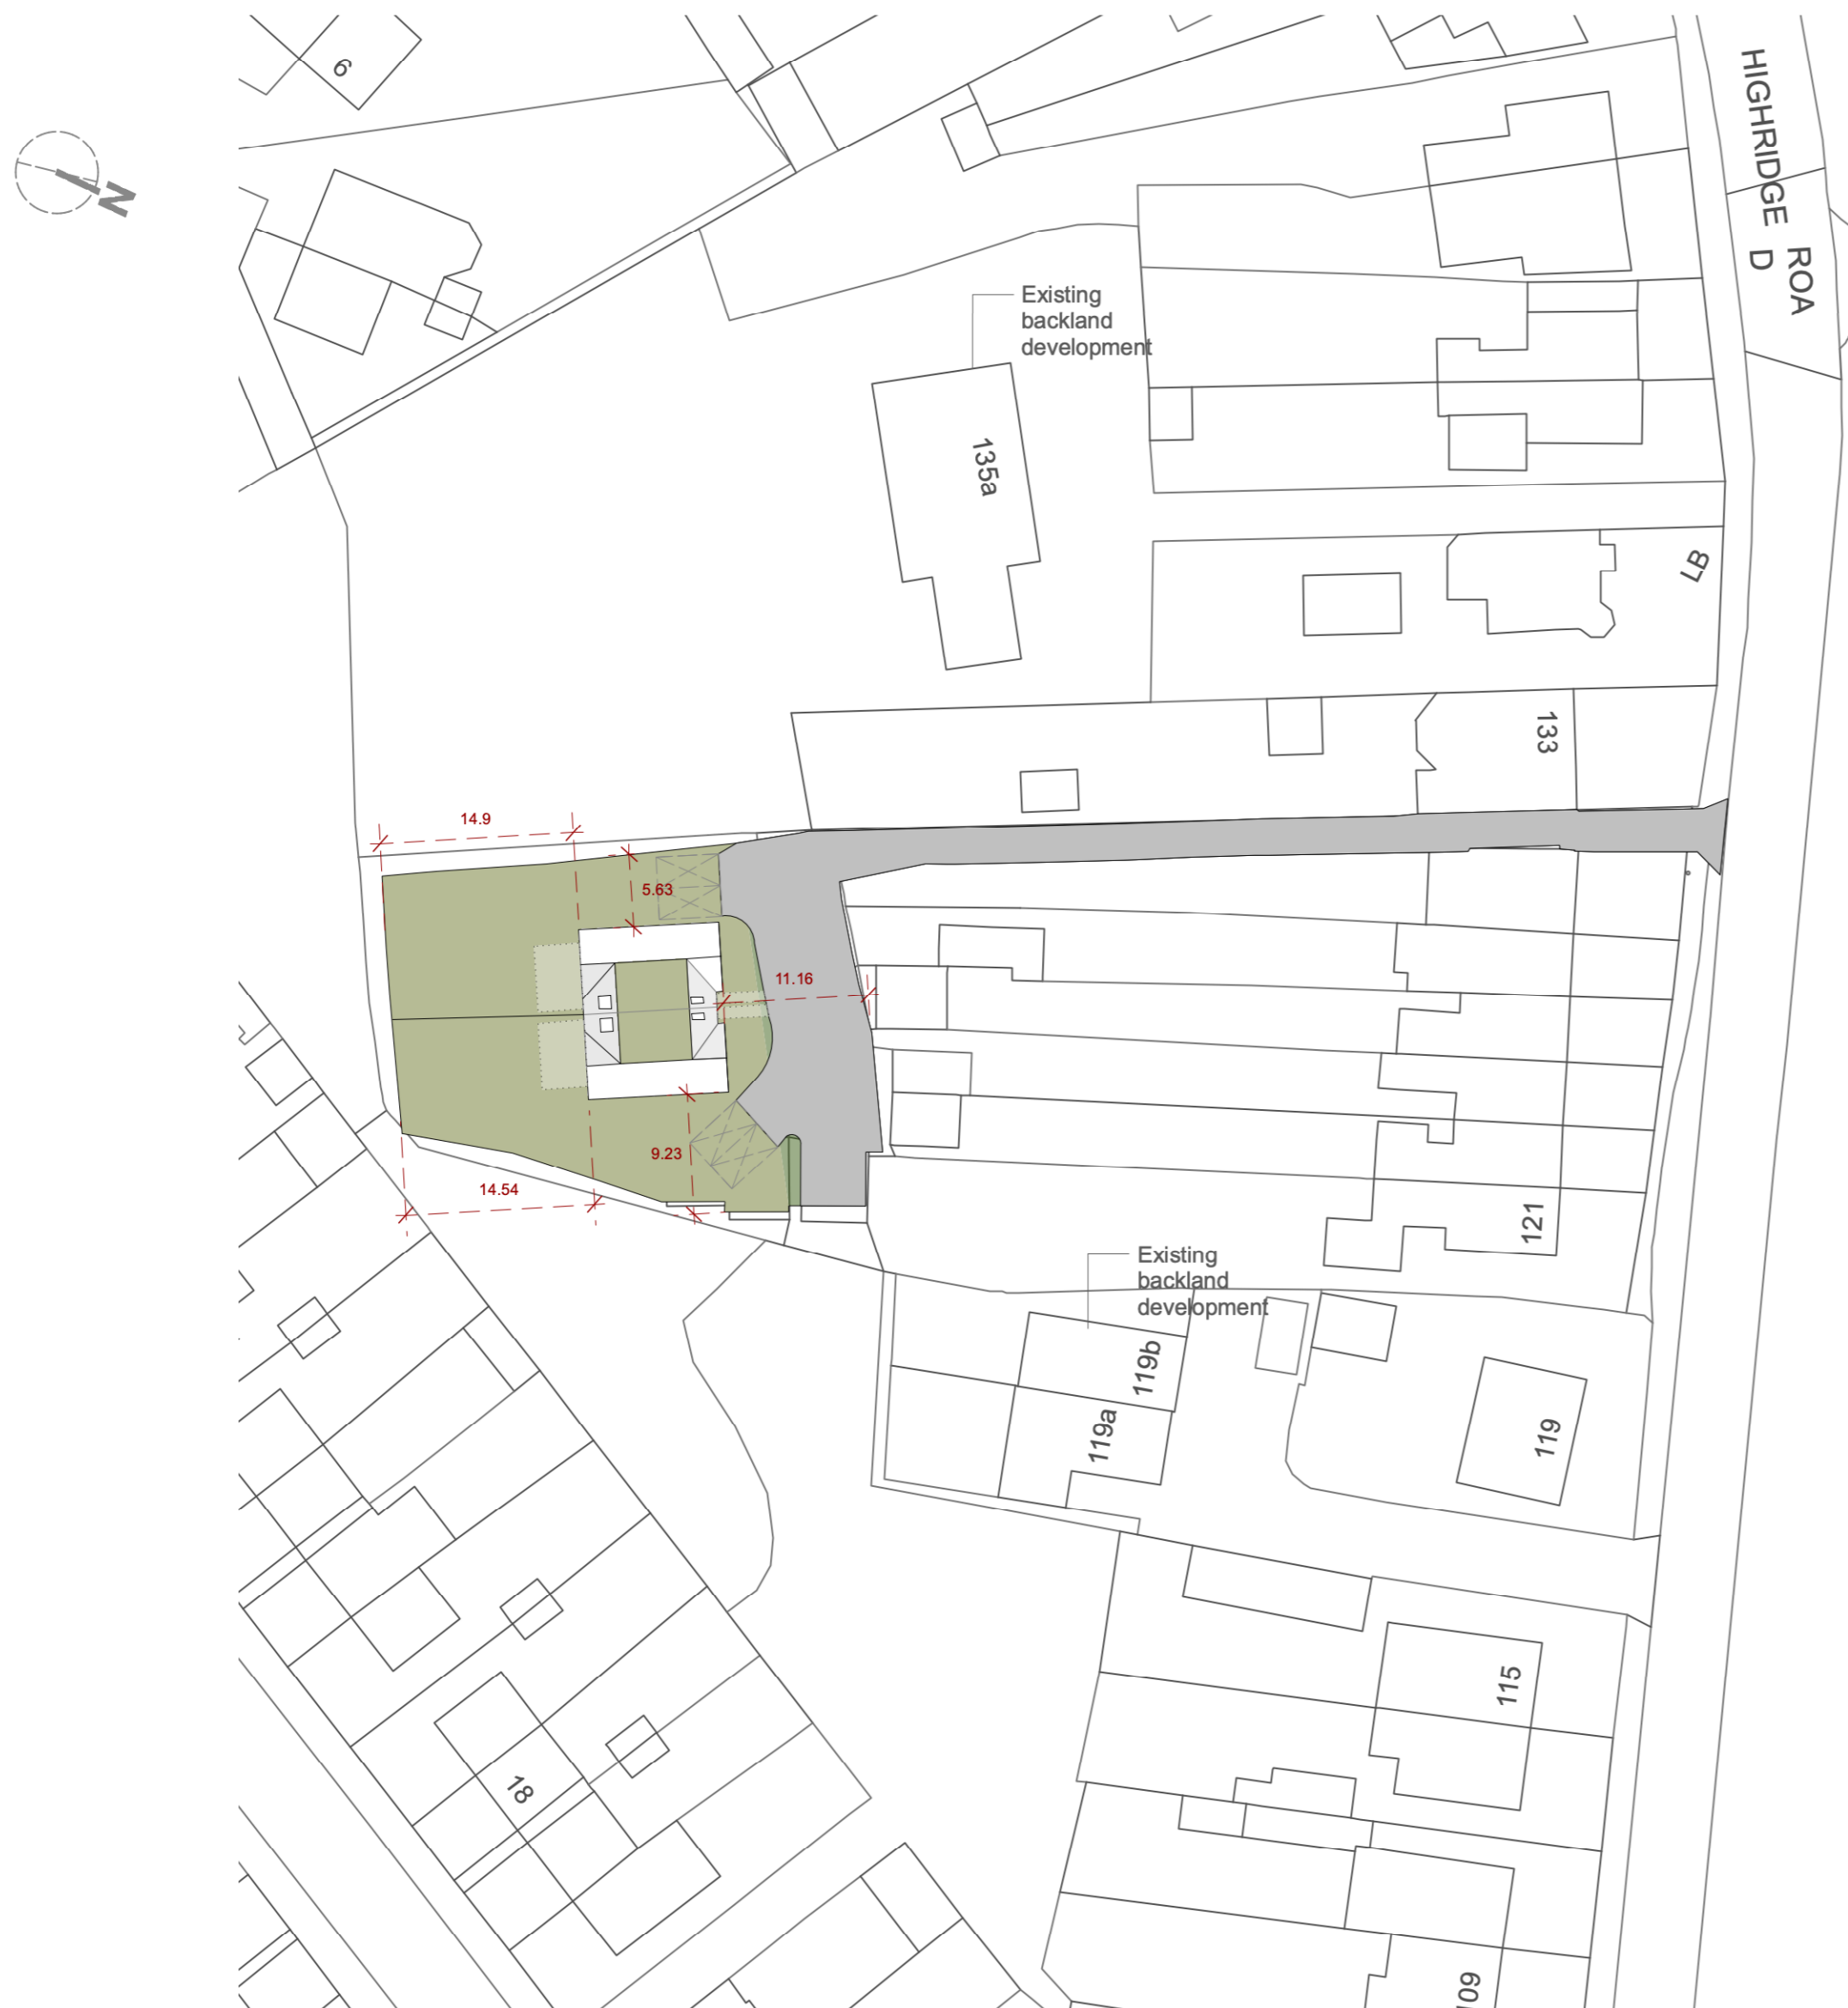 6
HIGHRIDGE ROA
D
N
Existing
backland
development
135a
LB
133
14.9
5.63
11.16
9.23
14.54
121
Existing
backland
development
119b
119a
119
115
18
109